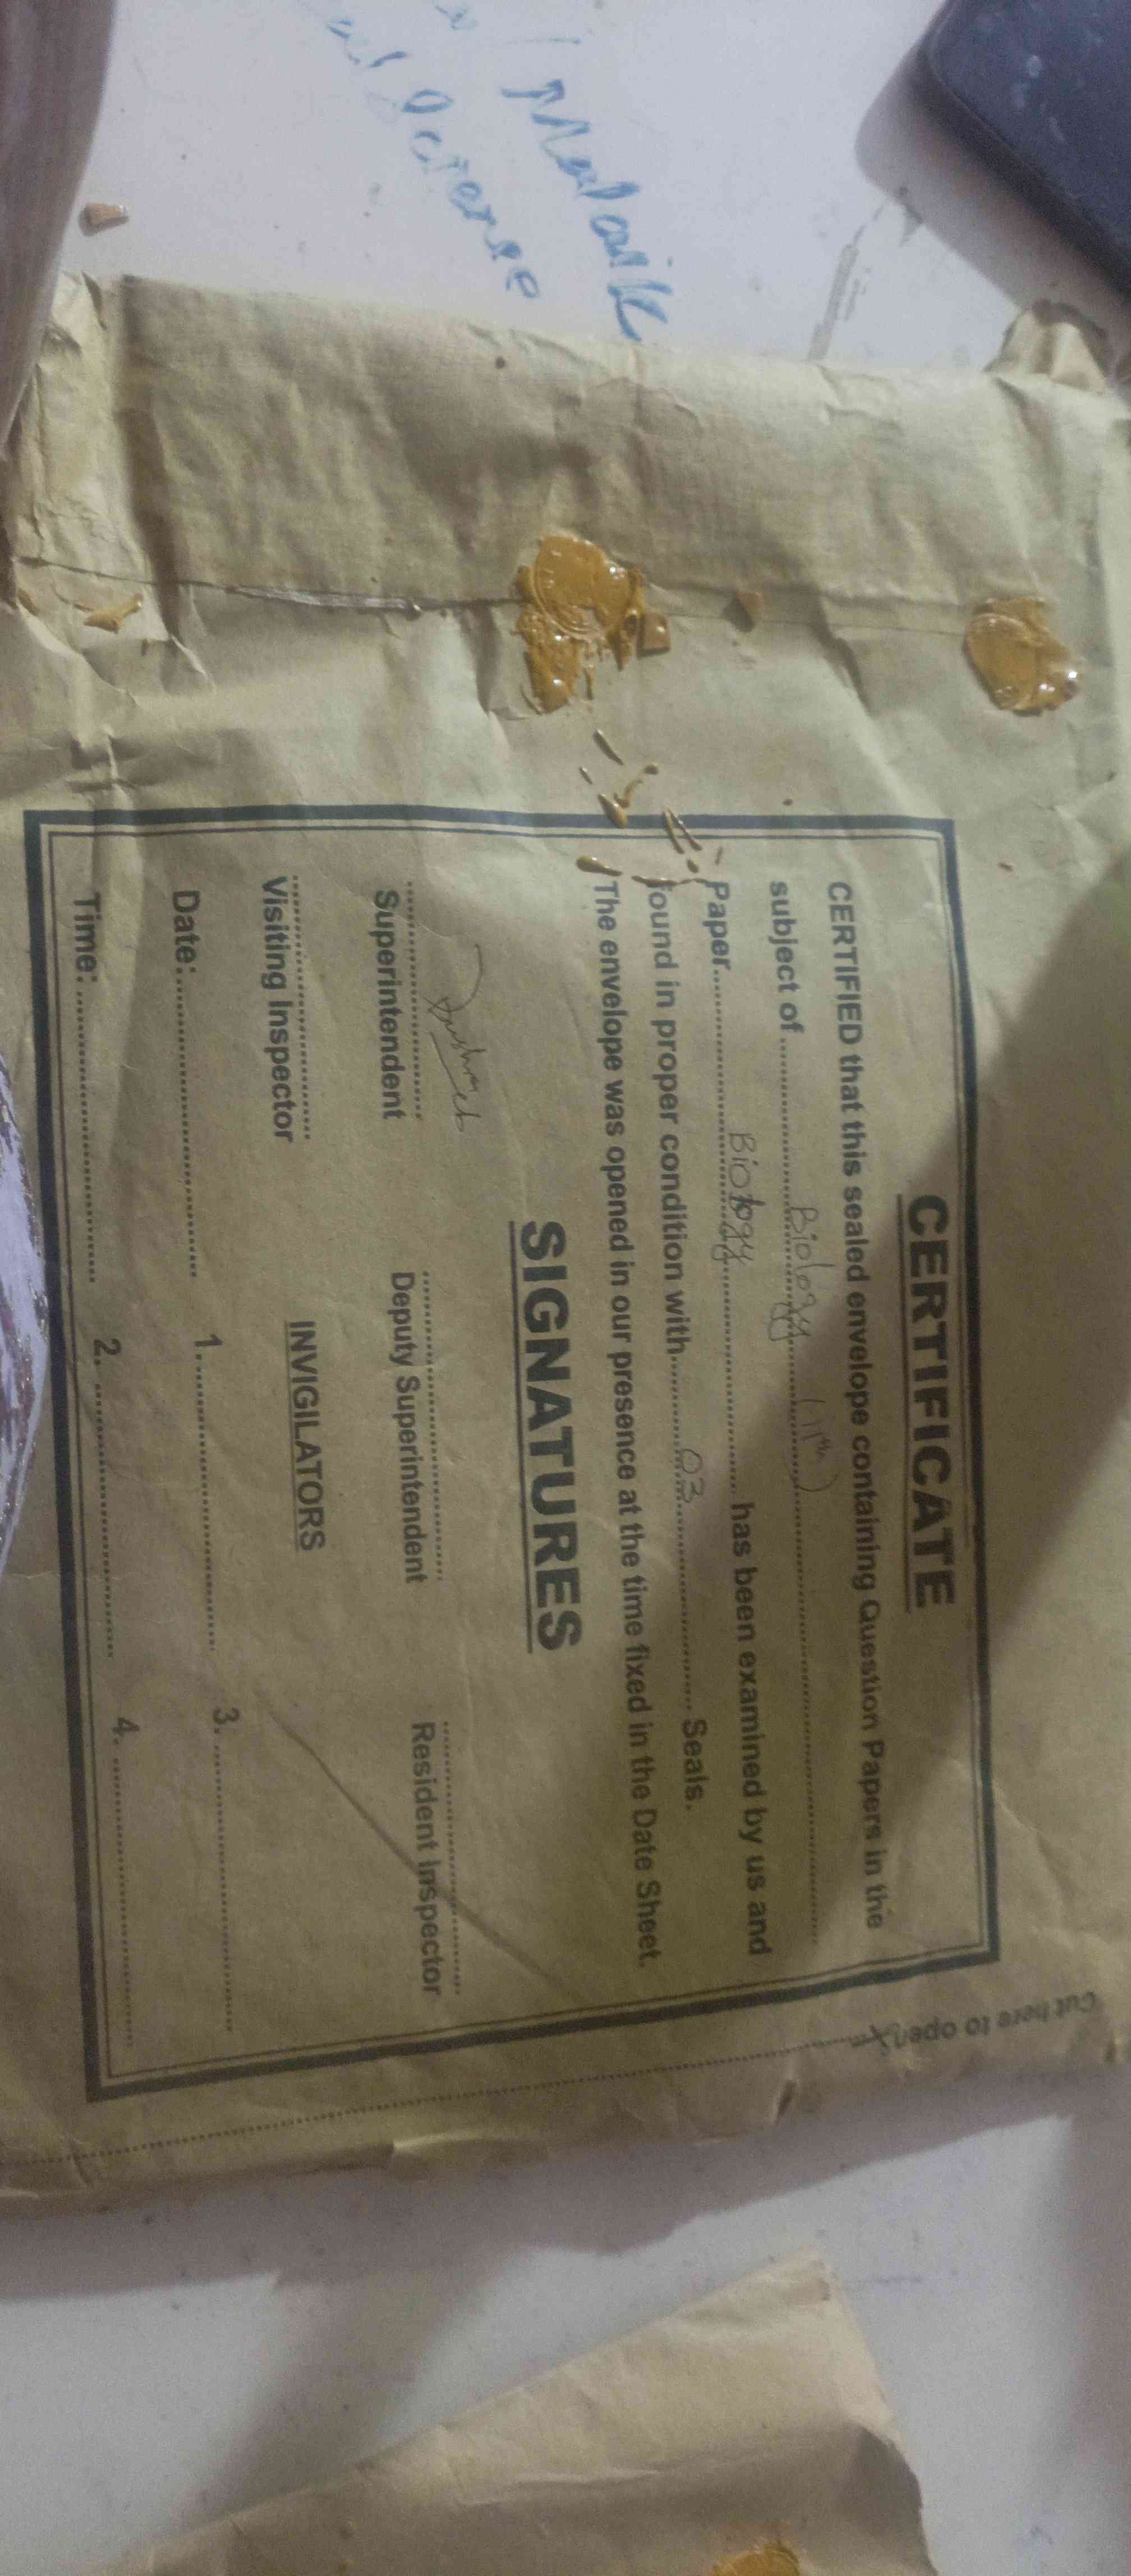 CERTIFICATE
CERTIFIED that this sealed envelope containing Question Papers in the
subject of ........ Biology (11th) ........
Paper ........ Biology ........ has been examined by us and
found in proper condition with ........ 03 ........ Seals.
The envelope was opened in our presence at the time fixed in the Date Sheet.
SIGNATURES
Superintendent Deputy Superintendent Resident Inspector
Visiting Inspector
INVIGILATORS
Date: ........ 1. ........ 3. ........
Time: ........ 2. ........ 4. ........
Cut here to open